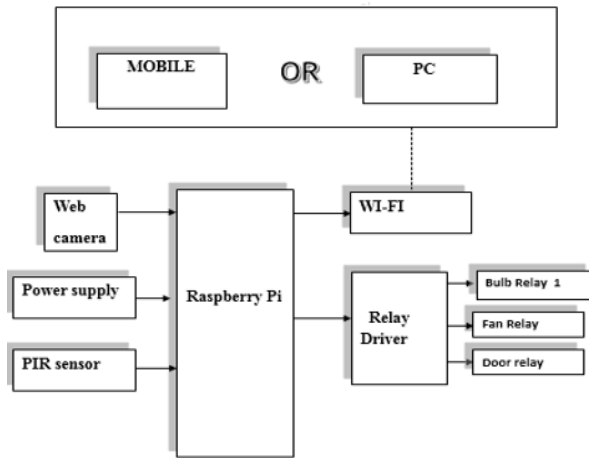 MOBILE
OR
PC
Web
camera
WI-FI
Power supply
Raspberry Pi
Relay
Driver
Bulb Relay 1
Fan Relay
Door relay
PIR sensor